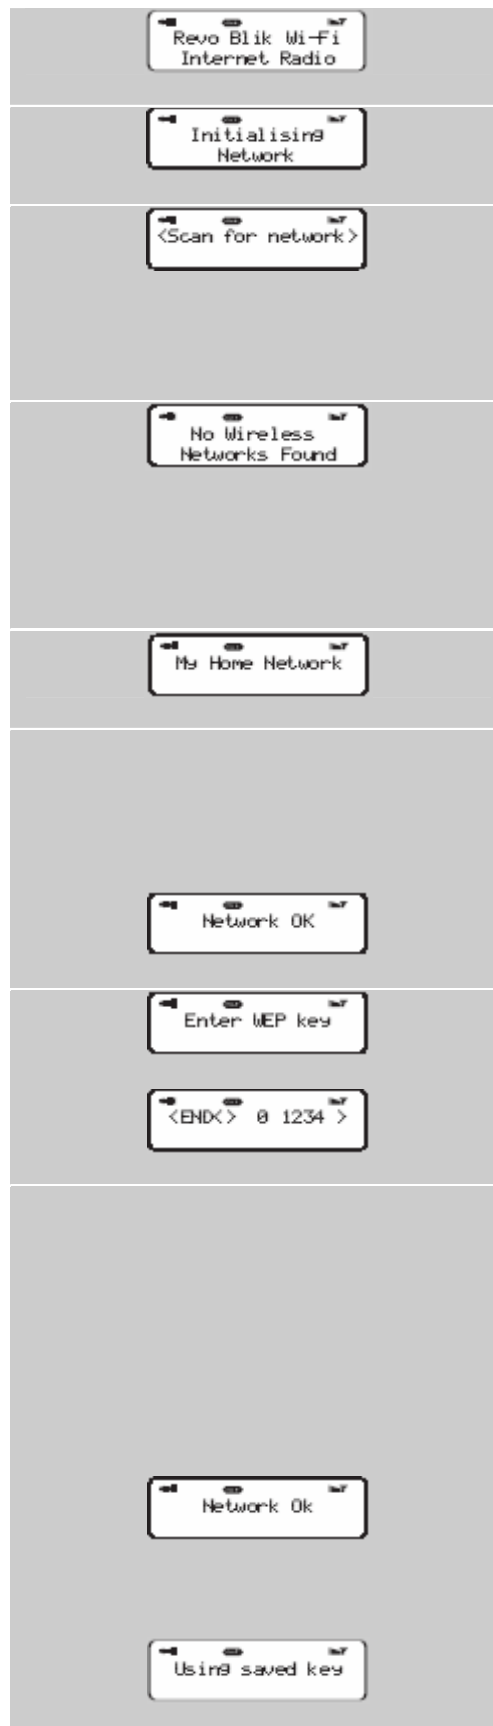 Revo Blik Wi-Fi
Internet Radio
Initialising
Network
<Scan for network>
No Wireless
Networks Found
My Home Network
Network OK
Enter WEP key
<END<> 0 1234 >
Network Ok
Using saved key